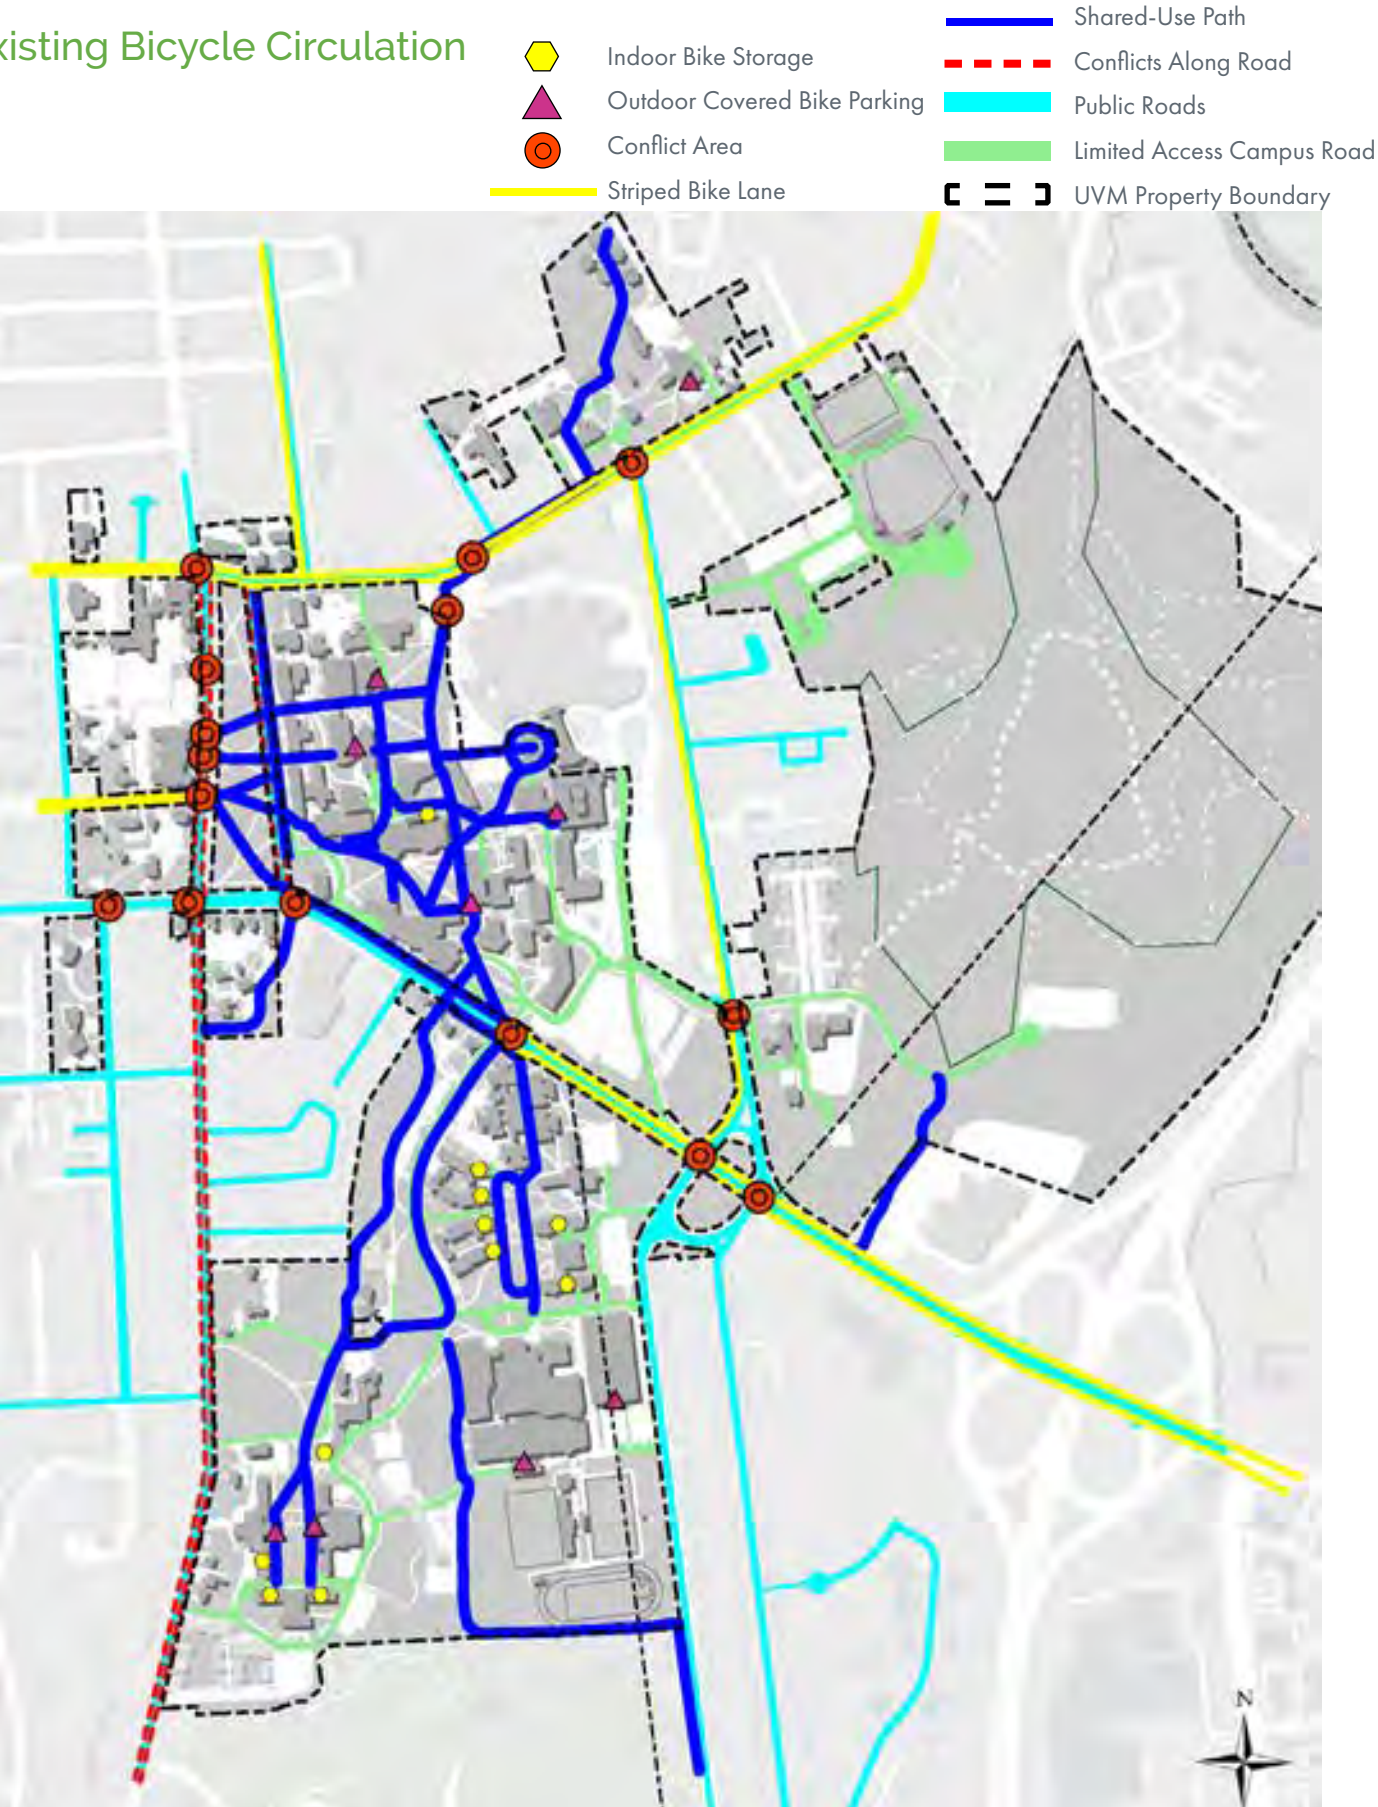 xisting Bicycle Circulation
Indoor Bike Storage
Outdoor Covered Bike Parking
Conflict Area
Striped Bike Lane
Shared-Use Path
Conflicts Along Road
Public Roads
Limited Access Campus Road
UVM Property Boundary
N